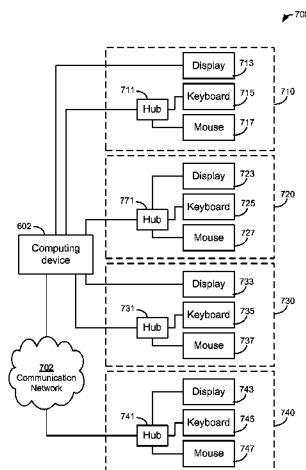 700
Display
713
711
Keyboard
715
710
Hub
Mouse
717
Display
723
771
Keyboard
725
720
Hub
602
Mouse
727
Computing
device
Display
733
731
Keyboard
735
730
Hub
Mouse
737
702
Communication
Network
Display
743
741
Keyboard
745
740
Hub
Mouse
747